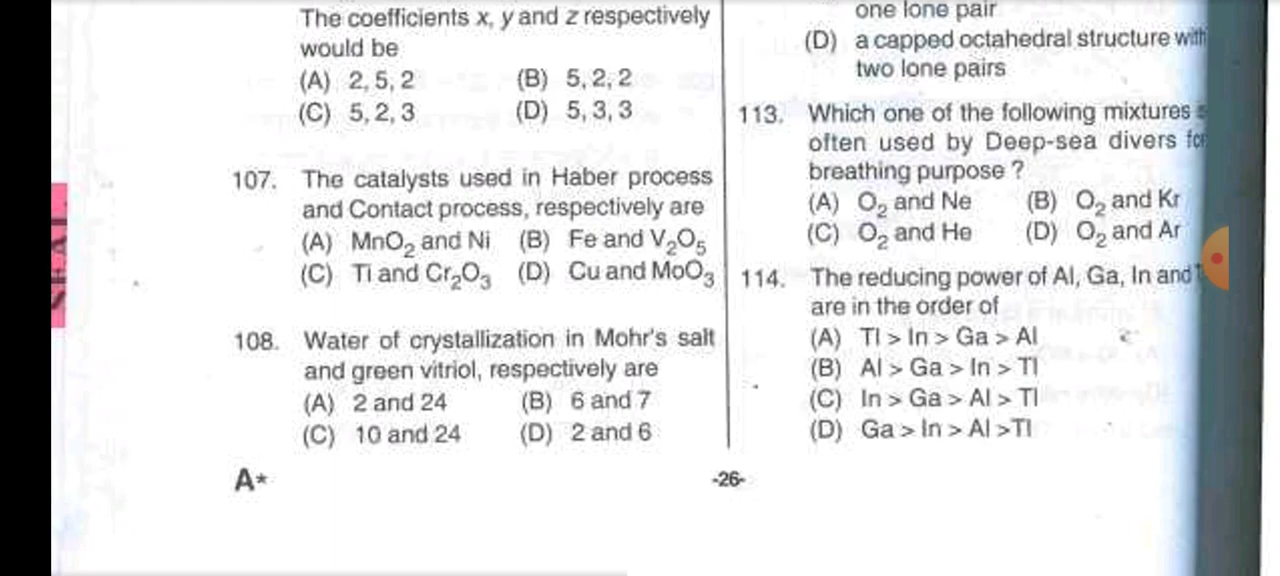 The coefficients x, y and z respectively
would be
(A) 2, 5, 2 (B) 5, 2, 2
(C) 5, 2, 3 (D) 5, 3, 3
107. The catalysts used in Haber process
and Contact process, respectively are
(A) MnO₂ and Ni (B) Fe and V₂O₅
(C) Ti and Cr₂O₃ (D) Cu and MoO₃
108. Water of crystallization in Mohr's salt
and green vitriol, respectively are
(A) 2 and 24 (B) 6 and 7
(C) 10 and 24 (D) 2 and 6
one lone pair
(D) a capped octahedral structure with
two lone pairs
113. Which one of the following mixtures
often used by Deep-sea divers for
breathing purpose ?
(A) O₂ and Ne (B) O₂ and Kr
(C) O₂ and He (D) O₂ and Ar
114. The reducing power of Al, Ga, In and
are in the order of
(A) Tl > In > Ga > Al
(B) Al > Ga > In > Tl
(C) In > Ga > Al > Tl
(D) Ga > In > Al >Tl
A*
-26-